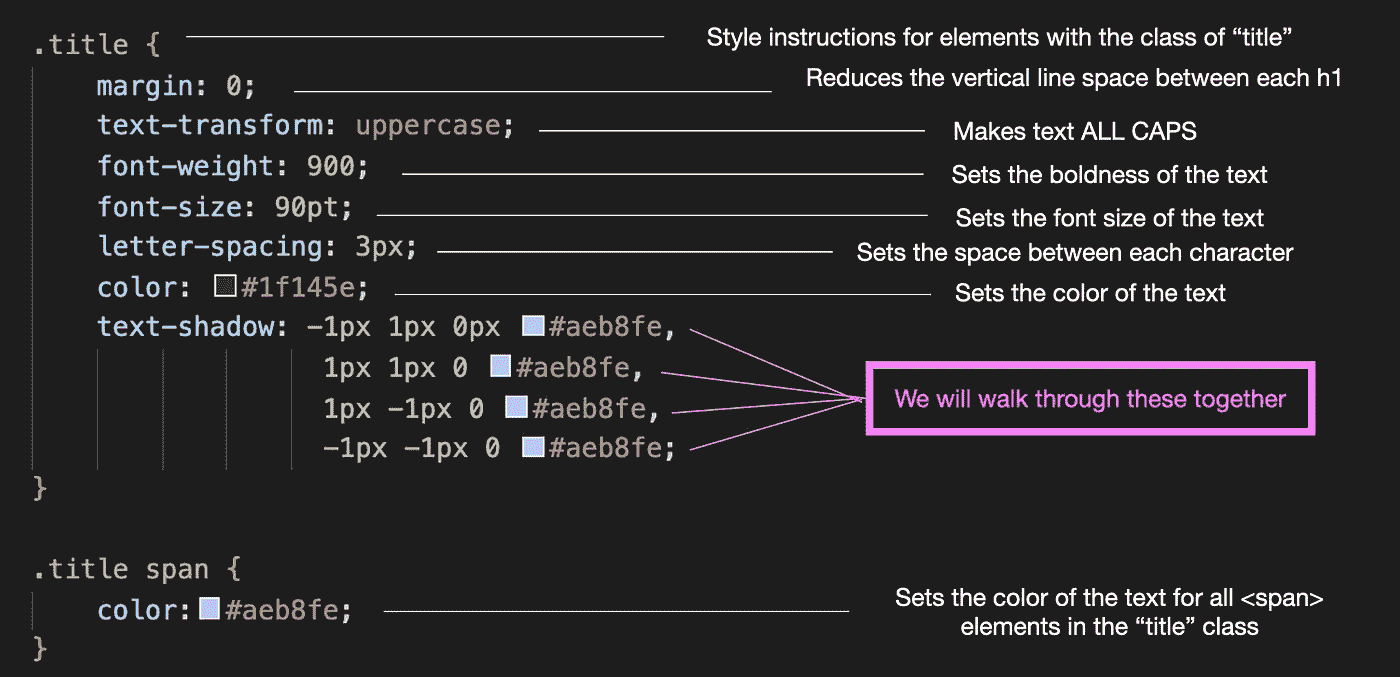 .title { Style instructions for elements with the class of “title”
margin: 0; Reduces the vertical line space between each h1
text-transform: uppercase; Makes text ALL CAPS
font-weight: 900; Sets the boldness of the text
font-size: 90pt; Sets the font size of the text
letter-spacing: 3px; Sets the space between each character
color: #1f145e; Sets the color of the text
text-shadow: -1px 1px 0px #aeb8fe,
1px 1px 0 #aeb8fe,
We will walk through these together
1px -1px 0 #aeb8fe,
-1px -1px 0 #aeb8fe;
}
.title span {
color: #aeb8fe; Sets the color of the text for all <span>
elements in the “title” class
}